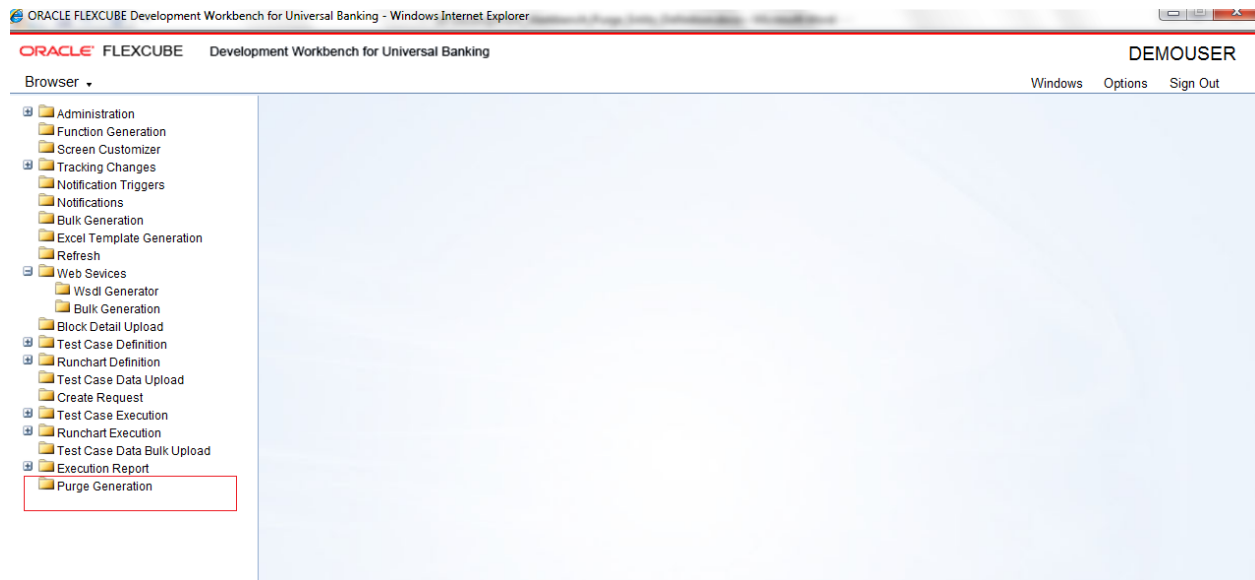 ORACLE FLEXCUBE Development Workbench for Universal Banking - Windows Internet Explorer
ORACLE FLEXCUBE Development Workbench for Universal Banking
DEMOUSER
Browser
Windows Options Sign Out
Administration
Function Generation
Screen Customizer
Tracking Changes
Notification Triggers
Notifications
Bulk Generation
Excel Template Generation
Refresh
Web Sevices
Wsdl Generator
Bulk Generation
Block Detail Upload
Test Case Definition
Runchart Definition
Test Case Data Upload
Create Request
Test Case Execution
Runchart Execution
Test Case Data Bulk Upload
Execution Report
Purge Generation